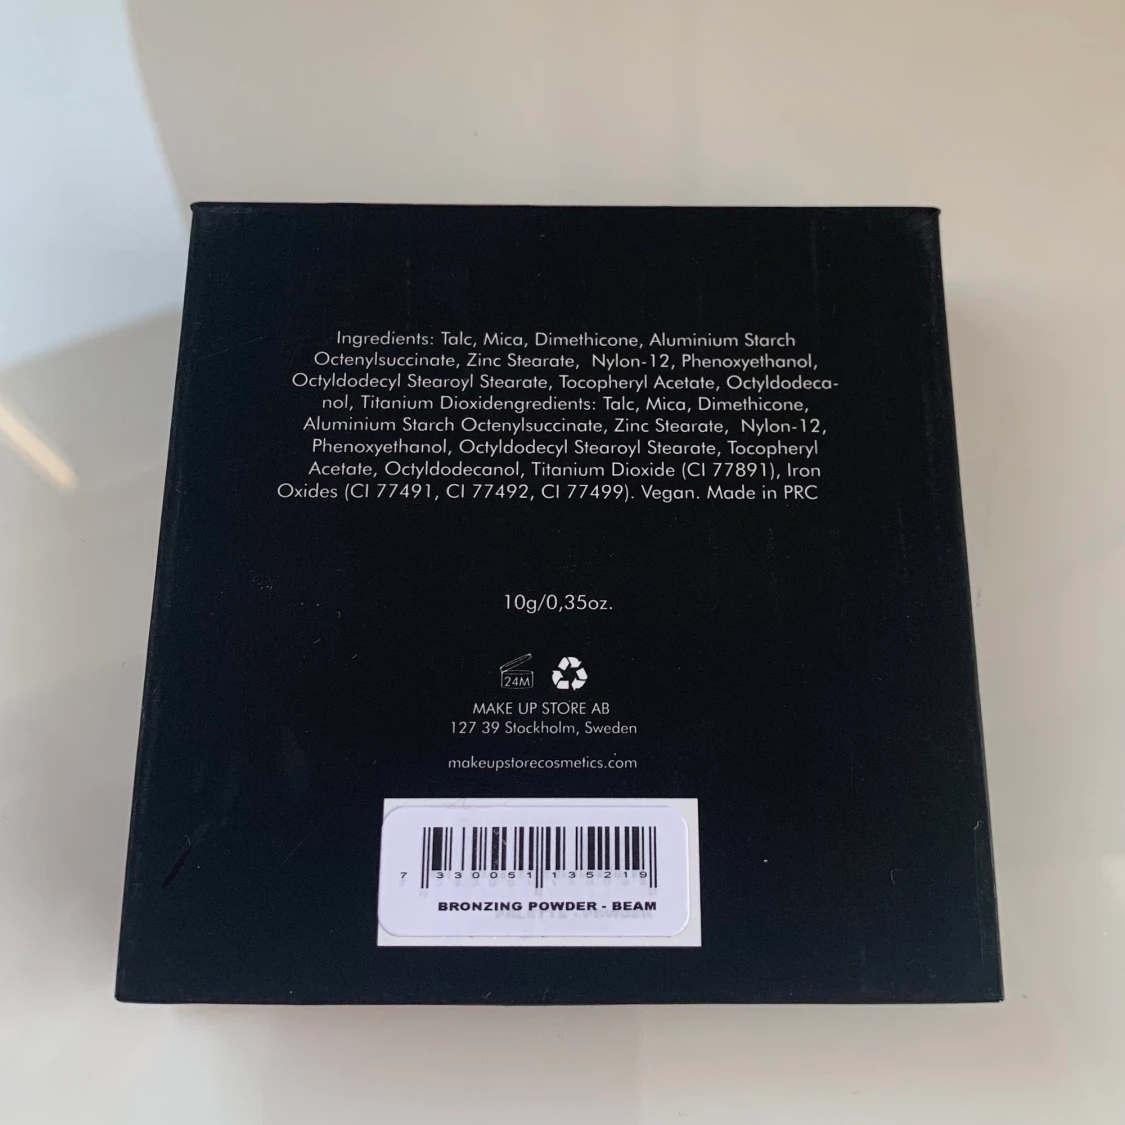 Ingredients: Talc, Mica, Dimethicone, Aluminium Starch
Octenylsuccinate, Zinc Stearate, Nylon-12, Phenoxyethanol,
Octyldodecyl Stearoyl Stearate, Tocopheryl Acetate, Octyldodeca-
nol, Titanium Dioxidengredients: Talc, Mica, Dimethicone,
Aluminium Starch Octenylsuccinate, Zinc Stearate, Nylon-12,
Phenoxyethanol, Octyldodecyl Stearoyl Stearate, Tocopheryl
Acetate, Octyldodecanol, Titanium Dioxide (CI 77891), Iron
Oxides (CI 77491, CI 77492, CI 77499). Vegan. Made in PRC
10g/0,35oz.
24M
MAKE UP STORE AB
127 39 Stockholm, Sweden
makeupstorecosmetics.com
7 330051 135219
BRONZING POWDER - BEAM